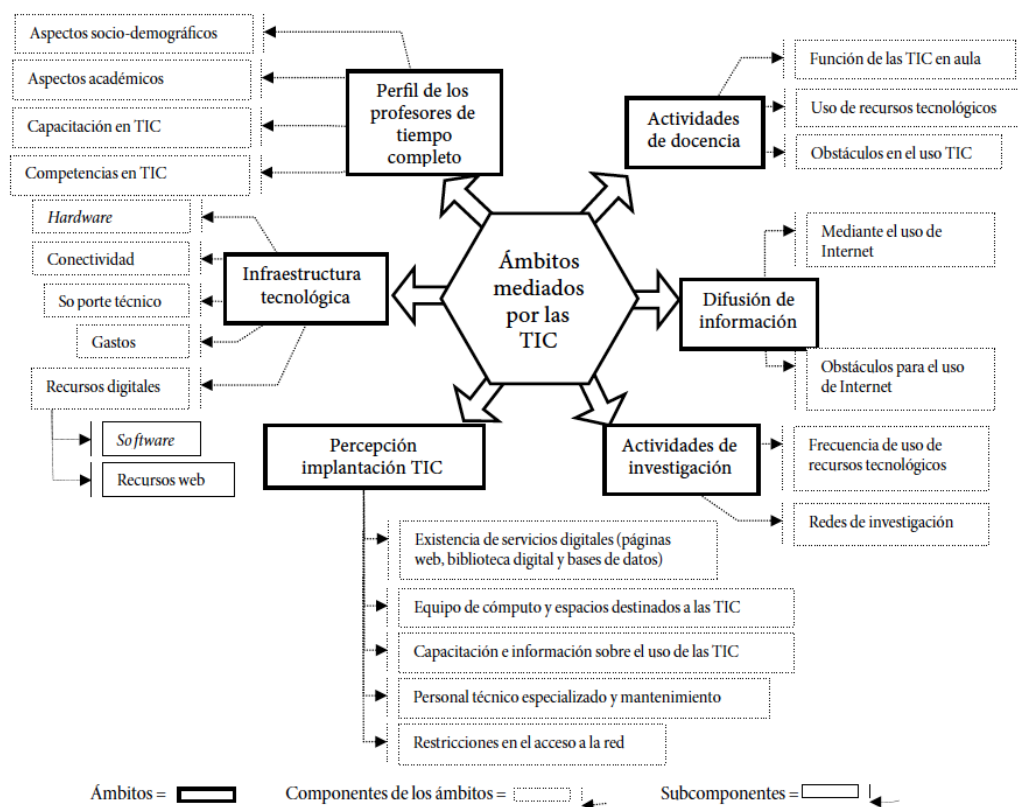 Aspectos socio-demográficos
Aspectos académicos
Capacitación en TIC
Competencias en TIC
Perfil de los
profesores de
tiempo
completo
Actividades
de docencia
Función de las TIC en aula
Uso de recursos tecnológicos
Obstáculos en el uso TIC
Hardware
Conectividad
So porte técnico
Gastos
Recursos digitales
Software
Recursos web
Infraestructura
tecnológica
Ámbitos
mediados
por las
TIC
Difusión de
información
Mediante el uso de
Internet
Obstáculos para el uso
de Internet
Percepción
implantación TIC
Actividades de
investigación
Frecuencia de uso de
recursos tecnológicos
Redes de investigación
Existencia de servicios digitales (páginas
web, biblioteca digital y bases de datos)
Equipo de cómputo y espacios destinados a las TIC
Capacitación e información sobre el uso de las TIC
Personal técnico especializado y mantenimiento
Restricciones en el acceso a la red
Ámbitos =
Componentes de los ámbitos =
Subcomponentes =